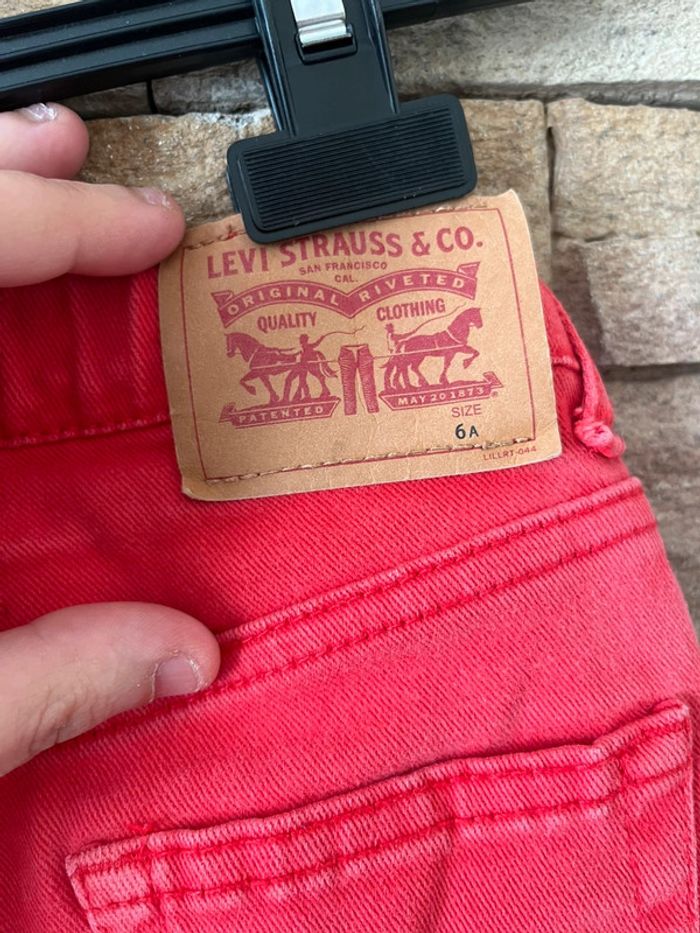 LEVI STRAUSS & CO.
SAN FRANCISCO
CAL.
ORIGINAL RIVETED
QUALITY CLOTHING
PATENTED MAY 20 1873
SIZE
6A
LILLRT-044